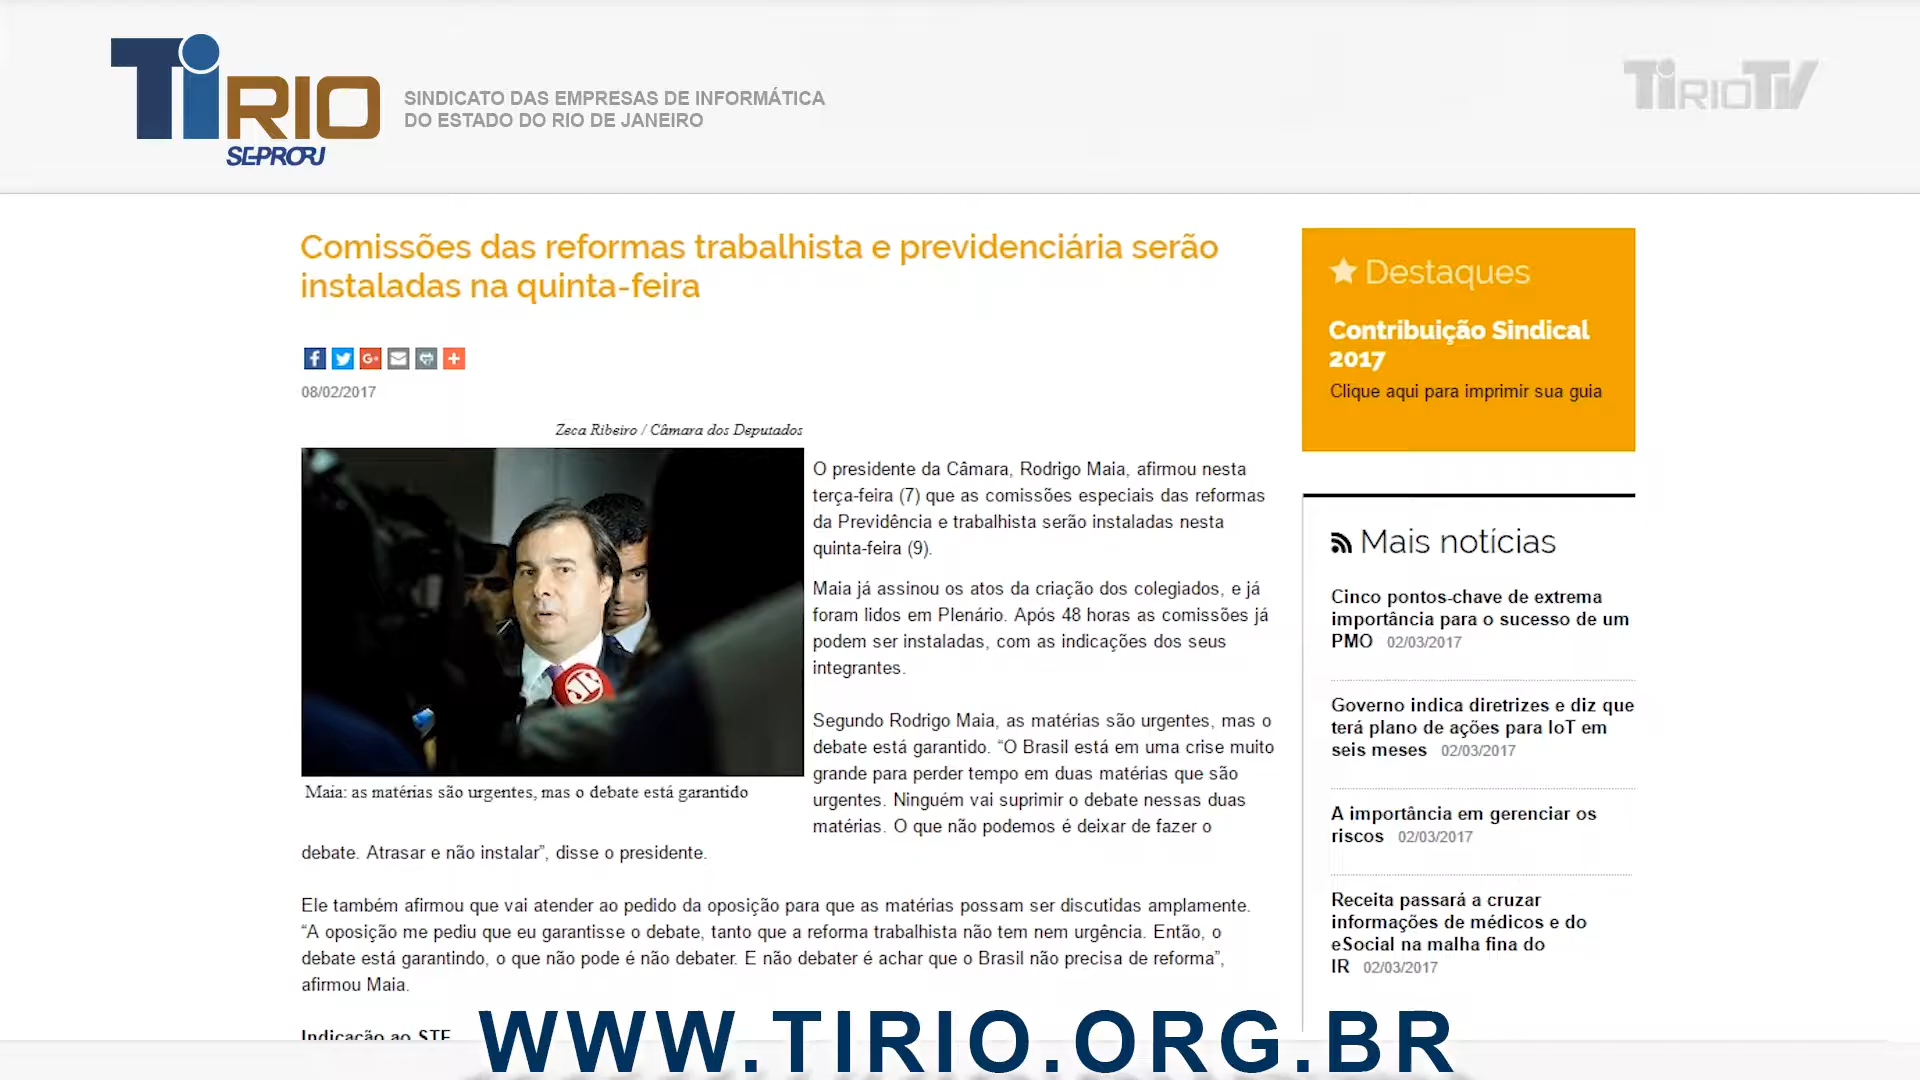 TiRIO
SEPRORJ
SINDICATO DAS EMPRESAS DE INFORMÁTICA
DO ESTADO DO RIO DE JANEIRO
TiRIOTV
Comissões das reformas trabalhista e previdenciária serão
instaladas na quinta-feira
08/02/2017
Zeca Ribeiro / Câmara dos Deputados
O presidente da Câmara, Rodrigo Maia, afirmou nesta
terça-feira (7) que as comissões especiais das reformas
da Previdência e trabalhista serão instaladas nesta
quinta-feira (9).
Maia já assinou os atos da criação dos colegiados, e já
foram lidos em Plenário. Após 48 horas as comissões já
podem ser instaladas, com as indicações dos seus
integrantes.
Segundo Rodrigo Maia, as matérias são urgentes, mas o
debate está garantido. “O Brasil está em uma crise muito
grande para perder tempo em duas matérias que são
urgentes. Ninguém vai suprimir o debate nessas duas
matérias. O que não podemos é deixar de fazer o
Maia: as matérias são urgentes, mas o debate está garantido
debate. Atrasar e não instalar”, disse o presidente.
Ele também afirmou que vai atender ao pedido da oposição para que as matérias possam ser discutidas amplamente.
“A oposição me pediu que eu garantisse o debate, tanto que a reforma trabalhista não tem nem urgência. Então, o
debate está garantindo, o que não pode é não debater. E não debater é achar que o Brasil não precisa de reforma”,
afirmou Maia.
Indicação ao STF
Destaques
Contribuição Sindical
2017
Clique aqui para imprimir sua guia
Mais notícias
Cinco pontos-chave de extrema
importância para o sucesso de um
PMO 02/03/2017
Governo indica diretrizes e diz que
terá plano de ações para IoT em
seis meses 02/03/2017
A importância em gerenciar os
riscos 02/03/2017
Receita passará a cruzar
informações de médicos e do
eSocial na malha fina do
IR 02/03/2017
WWW.TIRIO.ORG.BR